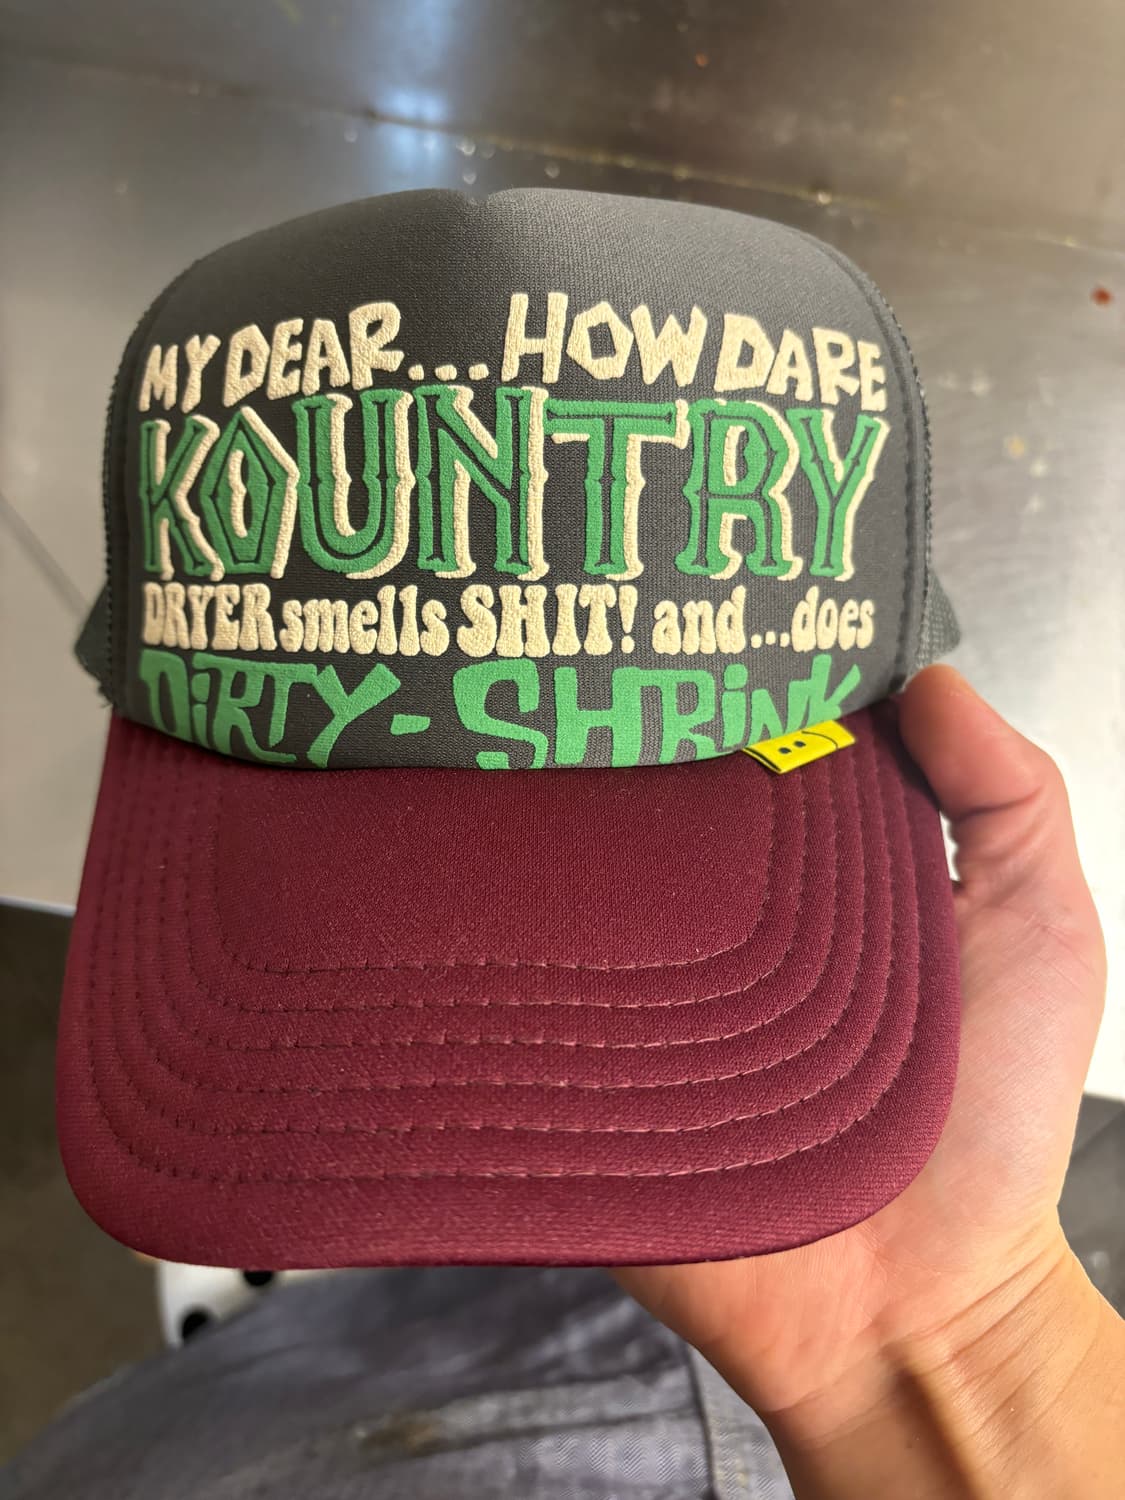 MY DEAR...HOW DARE
KOUNTRY
DRYER smells SHIT! and...does
DiRTY-SHRiNK